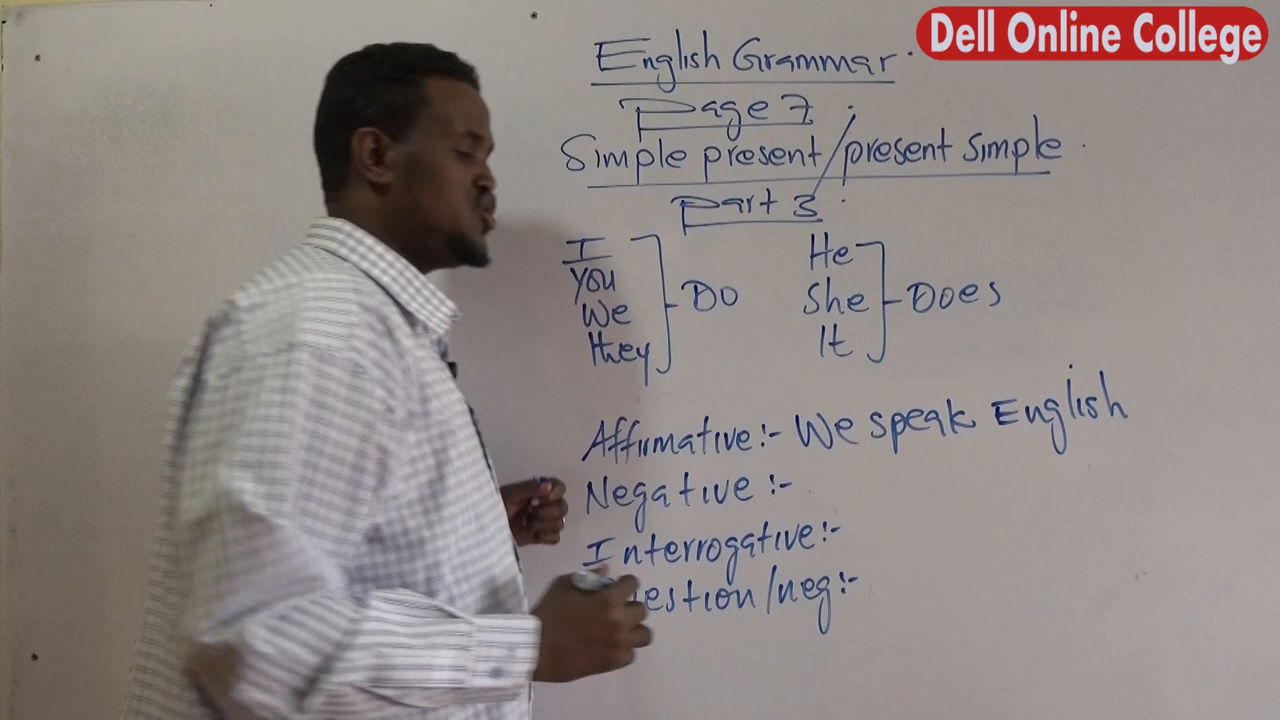 Dell Online College
English Grammar.
Page 7
Simple present/present simple.
Part 3.
I
You
We
they
Do
He
She
It
Does
Affirmative:- We speak English
Negative:-
Interrogative:-
/neg:-